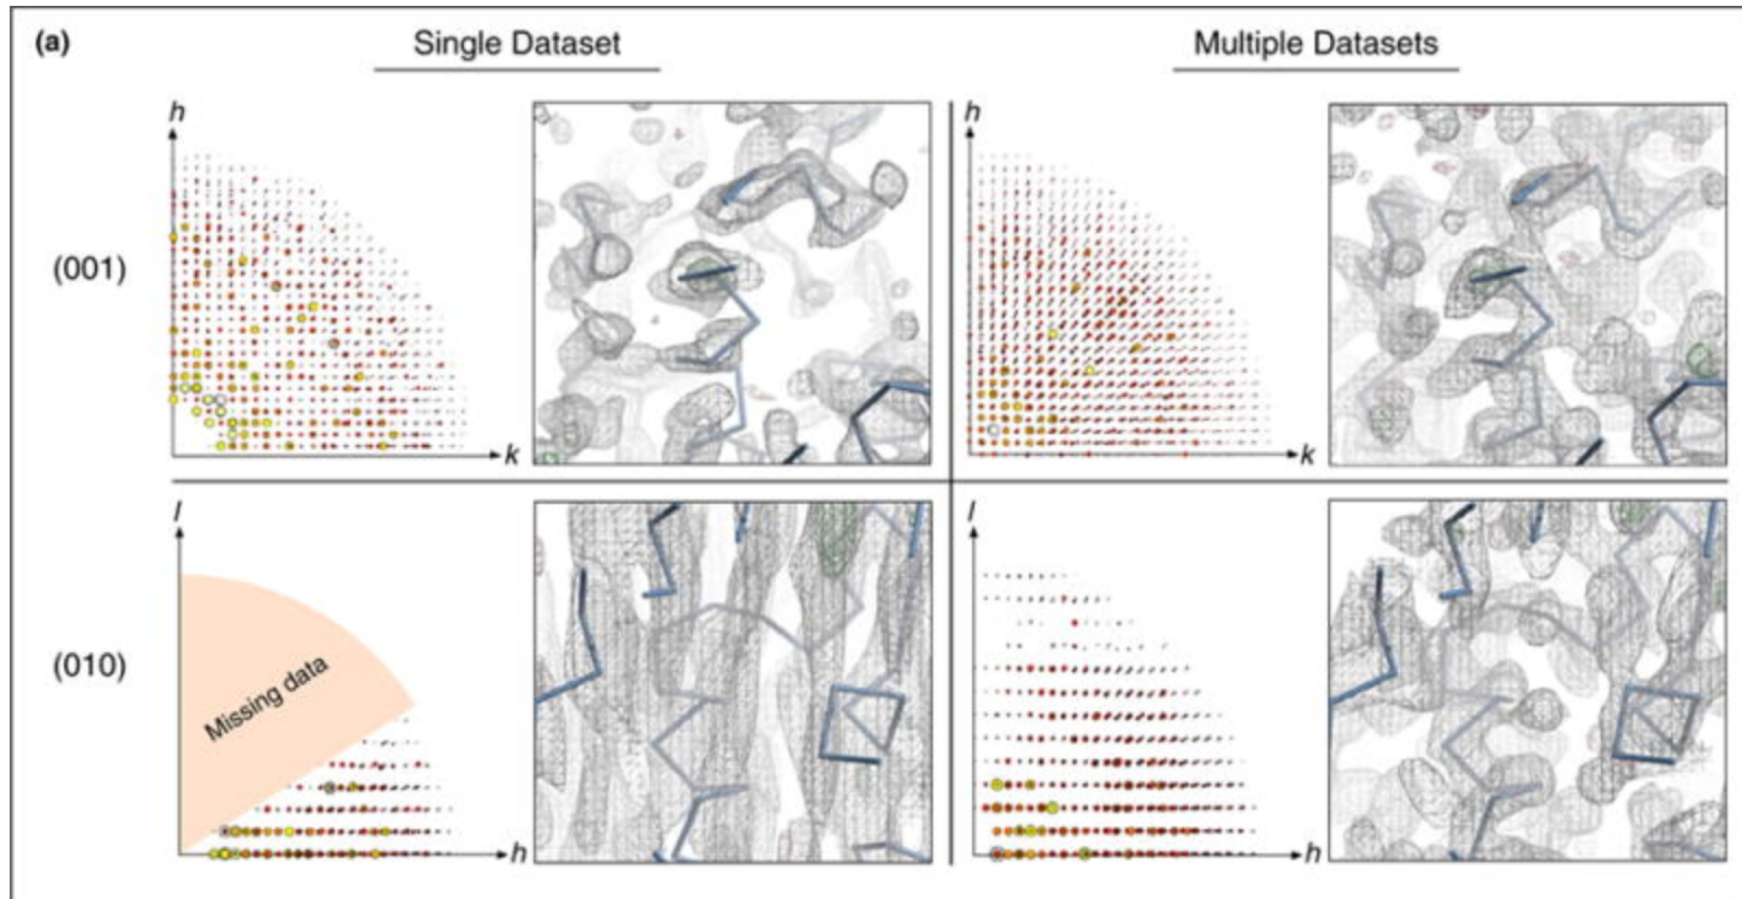 (a)
Single Dataset
Multiple Datasets
h
h
(001)
k
k
l
l
(010)
Missing data
h
h